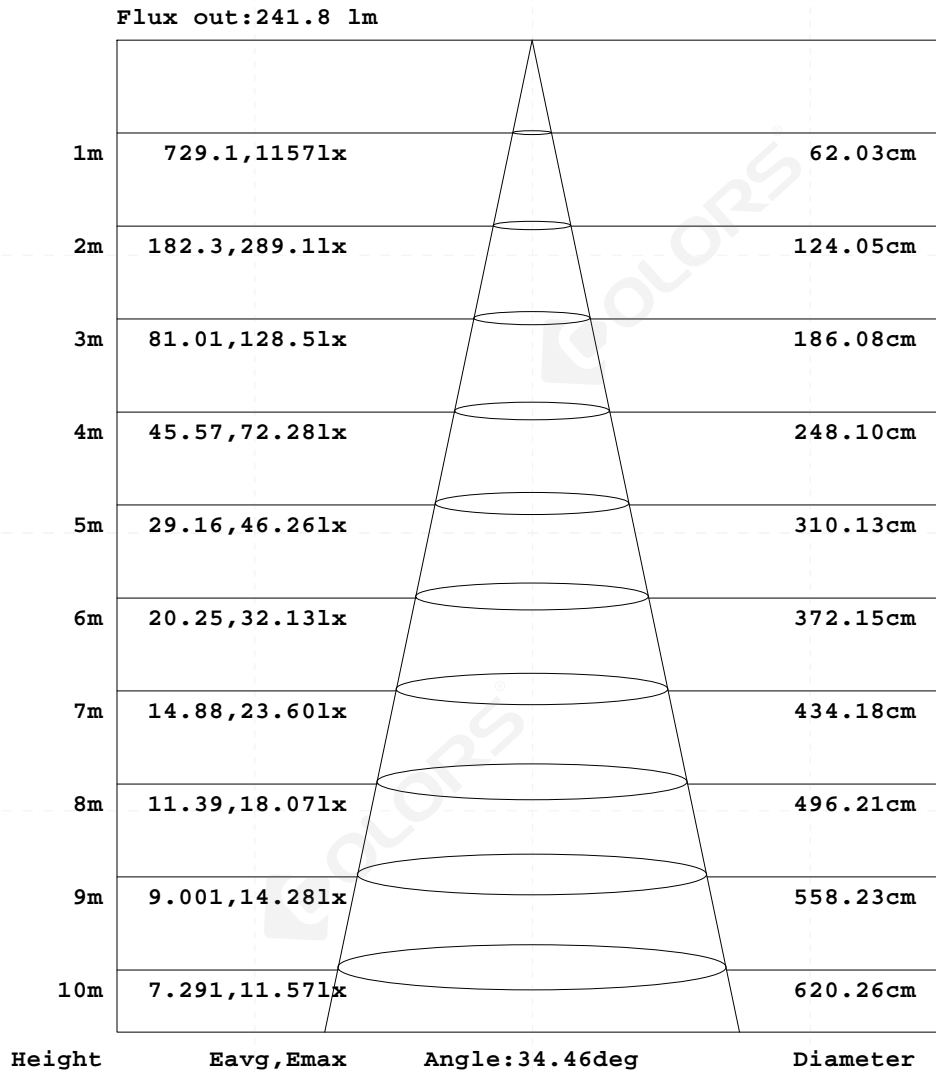 Flux out:241.8 lm
1m 729.1,1157lx 62.03cm
2m 182.3,289.1lx 124.05cm
3m 81.01,128.5lx 186.08cm
4m 45.57,72.28lx 248.10cm
5m 29.16,46.26lx 310.13cm
6m 20.25,32.13lx 372.15cm
7m 14.88,23.60lx 434.18cm
8m 11.39,18.07lx 496.21cm
9m 9.001,14.28lx 558.23cm
10m 7.291,11.57lx 620.26cm
Height Eavg,Emax Angle:34.46deg Diameter
COLORS®
COLORS®